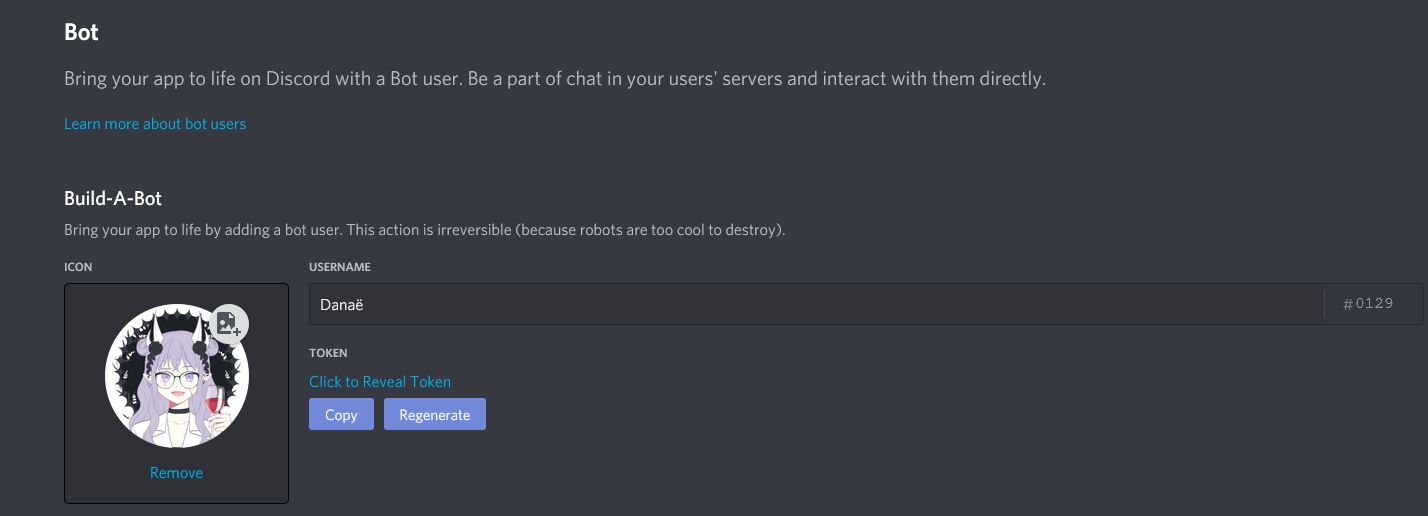 Bot
Bring your app to life on Discord with a Bot user. Be a part of chat in your users' servers and interact with them directly.
Learn more about bot users
Build-A-Bot
Bring your app to life by adding a bot user. This action is irreversible (because robots are too cool to destroy).
ICON
USERNAME
Danaë
#0129
TOKEN
Click to Reveal Token
Copy
Regenerate
Remove